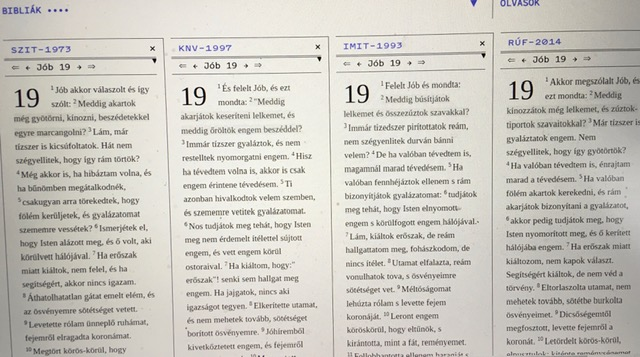 BIBLIÁK ••••
▼
OLVASÓK
SZIT-1973 ×
⇐ ← Jób 19 → ⇒
19 ¹Jób akkor válaszolt és így
szólt: ²Meddig akartok
még gyötörni, kínozni, beszédetekkel
egyre marcangolni? ³Lám, már
tízszer is kicsúfoltatok. Hát nem
szégyellitek, hogy így rám törtök?
⁴Még akkor is, ha hibáztam volna, és
ha bűnömben megátalkodnék,
⁵csakugyan arra törekedtek, hogy
fölém kerüljetek, és gyalázatomat
szememre vessétek? ⁶Ismerjétek el,
hogy Isten alázott meg, és ő volt, aki
körülvett hálójával. ⁷Ha erőszak
miatt kiáltok, nem felel, és ha
segítségért, akkor nincs igazam.
⁸Áthatolhatatlan gátat emelt elém, és
az ösvényemre sötétséget vetett.
⁹Levetette rólam ünneplő ruhámat,
fejemről elragadta koronámat.
¹⁰Megtört körös-körül, hogy
KNV-1997 ×
⇐ ← Jób 19 → ⇒
19 ¹És felelt Jób, és ezt
mondta: ²"Meddig
akarjátok keseríteni lelkemet, és
meddig őröltök engem beszéddel?
³Immár tízszer gyaláztok, és nem
restelltek nyomorgatni engem. ⁴Hisz
ha tévedtem volna is, akkor is csak
engem érintene tévedésem. ⁵Ti
azonban hivalkodtok velem szemben,
és szememre vetitek gyalázatomat.
⁶Nos tudjátok meg tehát, hogy Isten
meg nem érdemelt ítélettel sújtott
engem, és vett engem körül
ostoraival. ⁷Ha kiáltom, hogy:"
erőszak"! senki sem hallgat meg
engem. Ha jajgatok, nincs aki
igazságot tegyen. ⁸Elkerítette utamat,
és nem mehetek tovább, sötétséget
borított ösvényemre. ⁹Jóhíremből
kivetkőztetett engem, és fejemről
IMIT-1993 ×
⇐ ← Jób 19 → ⇒
19 ¹Felelt Jób és mondta:
²Meddig búsítjátok
lelkemet és összezúztok szavakkal?
³Immár tízedszer pirítottatok reám,
nem szégyenlitek durván bánni
velem? ⁴De ha valóban tévedtem is,
magamnál marad tévedésem. ⁵Ha
valóban fennhéjáztok ellenem s rám
bizonyítjátok gyalázatomat: ⁶tudjátok
meg tehát, hogy Isten elnyomott
engem s körülfogott engem hálójával.
⁷Lám, kiáltok erőszak, de reám
hallgattatom meg, fohászkodom, de
nincs ítélet. ⁸Utamat elfalazta, reám
vonulhatok tova, s ösvényeimre
sötétséget vet. ⁹Méltóságomat
lehúzta rólam s levette fejem
koronáját. ¹⁰Leront engem
köröskörül, hogy eltűnök, s
kirántotta, mint a fát, reményemet.
RÚF-2014
⇐ ← Jób 19 → ⇒
19 ¹Akkor megszólalt Jób, és
ezt mondta: ²Meddig
kínozzátok még lelkemet, és zúztok-
tiportok szavaitokkal? ³Már tízszer is
gyaláztatok engem. Nem
szégyellitek, hogy így gyötörtök?
⁴Ha valóban tévedtem is, énrajtam
marad a tévedésem. ⁵Ha valóban
fölém akartok kerekedni, és rám
akarjátok bizonyítani a gyalázatot,
⁶akkor pedig tudjátok meg, hogy
Isten nyomorított meg, és ő kerített
hálójába engem. ⁷Ha erőszak miatt
kiáltozom, nem kapok választ.
Segítségért kiáltok, de nem véd a
törvény. ⁸Eltorlaszolta utamat, nem
mehetek tovább, sötétbe burkolta
ösvényeimet. ⁹Dicsőségemtől
megfosztott, levette fejemről a
koronát. ¹⁰Letördelt körös-körül,